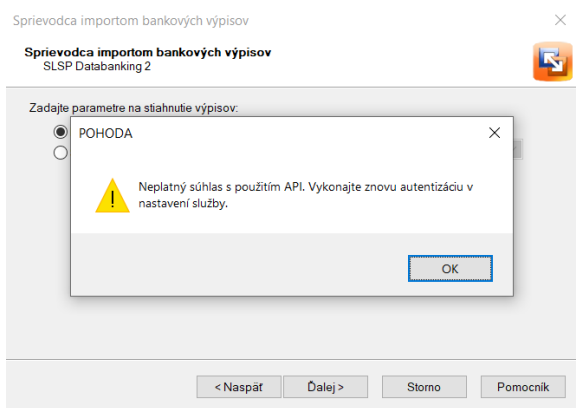 Sprievodca importom bankových výpisov
Sprievodca importom bankových výpisov
SLSP Databanking 2
Zadajte parametre na stiahnutie výpisov:
POHODA
Neplatný súhlas s použitím API. Vykonajte znovu autentizáciu v
nastavení služby.
OK
< Naspäť
Ďalej >
Storno
Pomocník